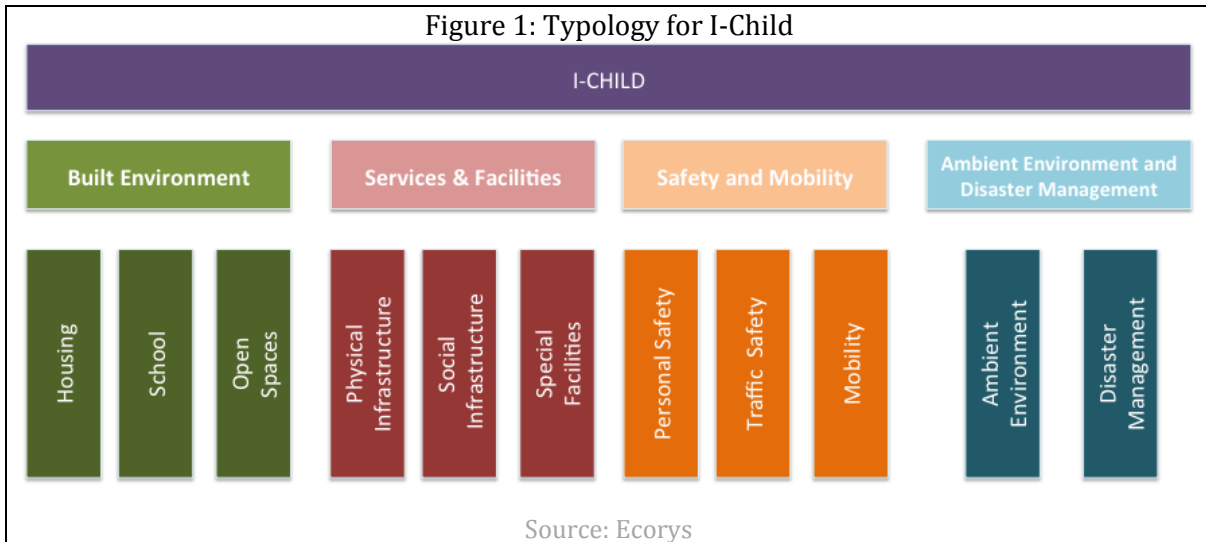 Figure 1: Typology for I-Child
I-CHILD
Built Environment
Services & Facilities
Safety and Mobility
Ambient Environment and
Disaster Management
Housing
School
Open
Spaces
Physical
Infrastructure
Social
Infrastructure
Special
Facilities
Personal Safety
Traffic Safety
Mobility
Ambient
Environment
Disaster
Management
Source: Ecorys